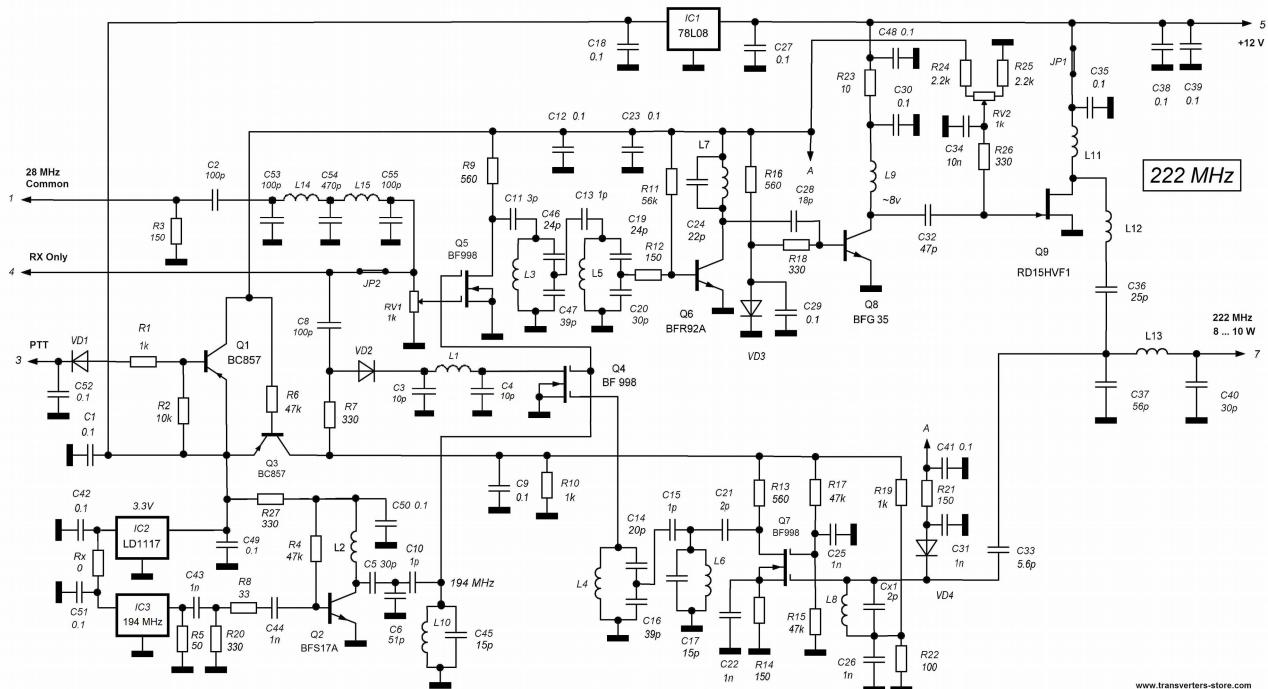 IC1
78L08
C18
0.1
C27
0.1
C48 0.1
R23
10
C30
0.1
R24
2.2k
R25
2.2k
RV2
1k
JP1
C35
0.1
C38
0.1
C39
0.1
5
+12 V
222 MHz
28 MHz
Common
1
C2
100p
R3
150
C53
100p
L14
C54
470p
L15
C55
100p
R9
560
C12 0.1
C23 0.1
C11 3p
C46
24p
C13 1p
C19
24p
R11
56k
L7
R16
560
A
C28
18p
L9
~8v
C34
10n
R26
330
L11
C32
47p
Q9
RD15HVF1
L12
C36
25p
RX Only
4
JP2
RV1
1k
Q5
BF998
L3
C47
39p
L5
C20
30p
R12
150
C24
22p
Q6
BFR92A
R18
330
VD3
C29
0.1
Q8
BFG 35
PTT
3
VD1
R1
1k
Q1
BC857
C52
0.1
C1
0.1
R2
10k
R6
47k
Q3
BC857
C8
100p
VD2
R7
330
L1
C3
10p
C4
10p
Q4
BF 998
222 MHz
8 ... 10 W
7
L13
C37
56p
C40
30p
C42
0.1
3.3V
IC2
LD1117
Rx
0
C51
0.1
IC3
194 MHz
C43
1n
R5
50
R20
330
R8
33
C44
1n
C49
0.1
R27
330
R4
47k
L2
C50 0.1
C5 30p
C10
1p
C6
51p
Q2
BFS17A
194 MHz
L10
C45
15p
C9
0.1
R10
1k
L4
C14
20p
C16
39p
C15
1p
C17
15p
L6
C21
2p
R13
560
Q7
BF998
C22
1n
R14
150
R17
47k
C25
1n
R15
47k
L8
Cx1
2p
C26
1n
R19
1k
R22
100
A
C41 0.1
R21
150
C31
1n
VD4
C33
5.6p
www.transverters-store.com